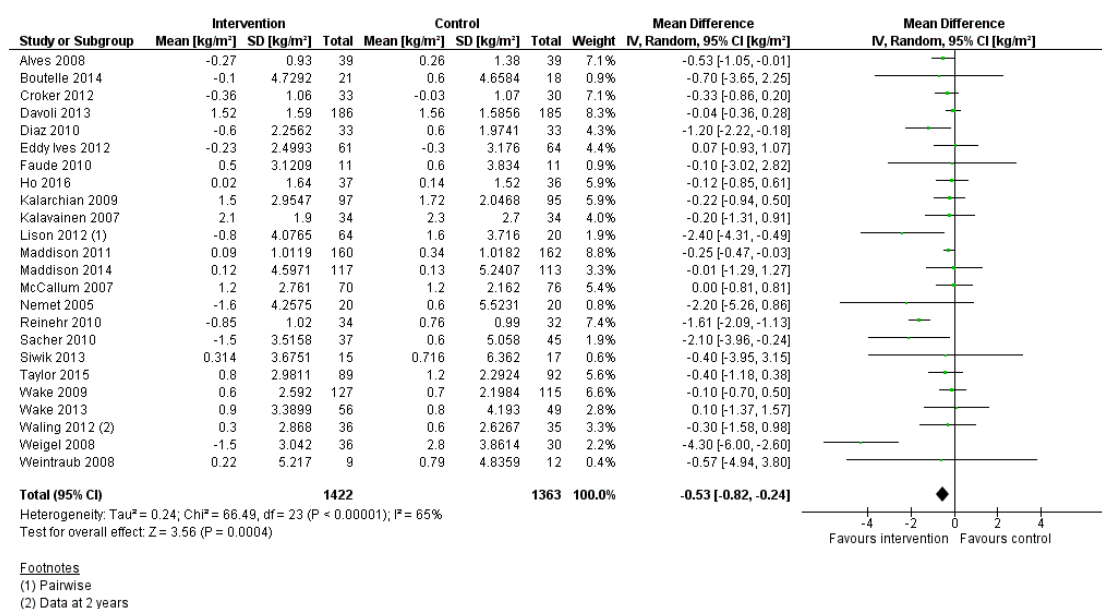 Intervention Control Mean Difference Mean Difference
Study or Subgroup Mean [kg/m²] SD [kg/m²] Total Mean [kg/m²] SD [kg/m²] Total Weight IV, Random, 95% CI [kg/m²] IV, Random, 95% CI [kg/m²]
Alves 2008 -0.27 0.93 39 0.26 1.38 39 7.1% -0.53 [-1.05, -0.01]
Boutelle 2014 -0.1 4.7292 21 0.6 4.6584 18 0.9% -0.70 [-3.65, 2.25]
Croker 2012 -0.36 1.06 33 -0.03 1.07 30 7.1% -0.33 [-0.86, 0.20]
Davoli 2013 1.52 1.59 186 1.56 1.5856 185 8.3% -0.04 [-0.36, 0.28]
Diaz 2010 -0.6 2.2562 33 0.6 1.9741 33 4.4% -1.20 [-2.22, -0.18]
Eddy Ives 2012 -0.23 2.4993 61 -0.3 3.176 64 4.5% 0.07 [-0.93, 1.07]
Faude 2010 0.5 3.1209 11 0.6 3.834 11 0.9% -0.10 [-3.02, 2.82]
Ho 2016 0.02 1.64 37 0.14 1.52 36 5.9% -0.12 [-0.85, 0.61]
Kalarchian 2009 1.5 2.9547 97 1.72 2.0468 95 6.0% -0.22 [-0.94, 0.50]
Kalavainen 2007 2.1 1.9 34 2.3 2.7 34 4.0% -0.20 [-1.31, 0.91]
Lison 2012 (1) -0.8 4.0765 64 1.6 3.716 20 1.9% -2.40 [-4.31, -0.49]
Maddison 2011 0.09 1.0119 160 0.34 1.0182 162 8.8% -0.25 [-0.47, -0.03]
Maddison 2014 0.12 4.5971 117 0.13 5.2407 113 3.4% -0.01 [-1.29, 1.27]
McCallum 2007 1.2 2.761 70 1.2 2.162 76 5.5% 0.00 [-0.81, 0.81]
Nemet 2005 -1.6 4.2575 20 0.6 5.5231 20 0.8% -2.20 [-5.26, 0.86]
Reinehr 2010 -0.85 1.02 34 0.76 0.99 32 7.4% -1.61 [-2.09, -1.13]
Sacher 2010 -1.5 3.5158 37 0.6 5.058 45 2.0% -2.10 [-3.96, -0.24]
Siwik 2013 0.314 3.6751 15 0.716 6.362 17 0.6% -0.40 [-3.95, 3.15]
Taylor 2015 0.8 2.9811 89 1.2 2.2924 92 5.6% -0.40 [-1.18, 0.38]
Wake 2009 0.6 2.592 127 0.7 2.1984 115 6.7% -0.10 [-0.70, 0.50]
Wake 2013 0.9 3.3899 56 0.8 4.193 49 2.8% 0.10 [-1.37, 1.57]
Waling 2012 (2) 0.3 2.868 36 0.6 2.6267 35 3.4% -0.30 [-1.58, 0.98]
Weigel 2008 -1.5 3.042 36 2.8 3.8614 30 2.2% -4.30 [-6.00, -2.60]
Weintraub 2008 0.22 5.217 9 0.79 4.8359 12 0.4% -0.57 [-4.94, 3.80]
Total (95% CI) 1422 1363 100.0% -0.53 [-0.82, -0.24]
Heterogeneity: Tau² = 0.24; Chi² = 66.49, df = 23 (P < 0.00001); I² = 65%
Test for overall effect: Z = 3.56 (P = 0.0004)
-4 -2 0 2 4
Favours intervention Favours control
Footnotes
(1) Pairwise
(2) Data at 2 years